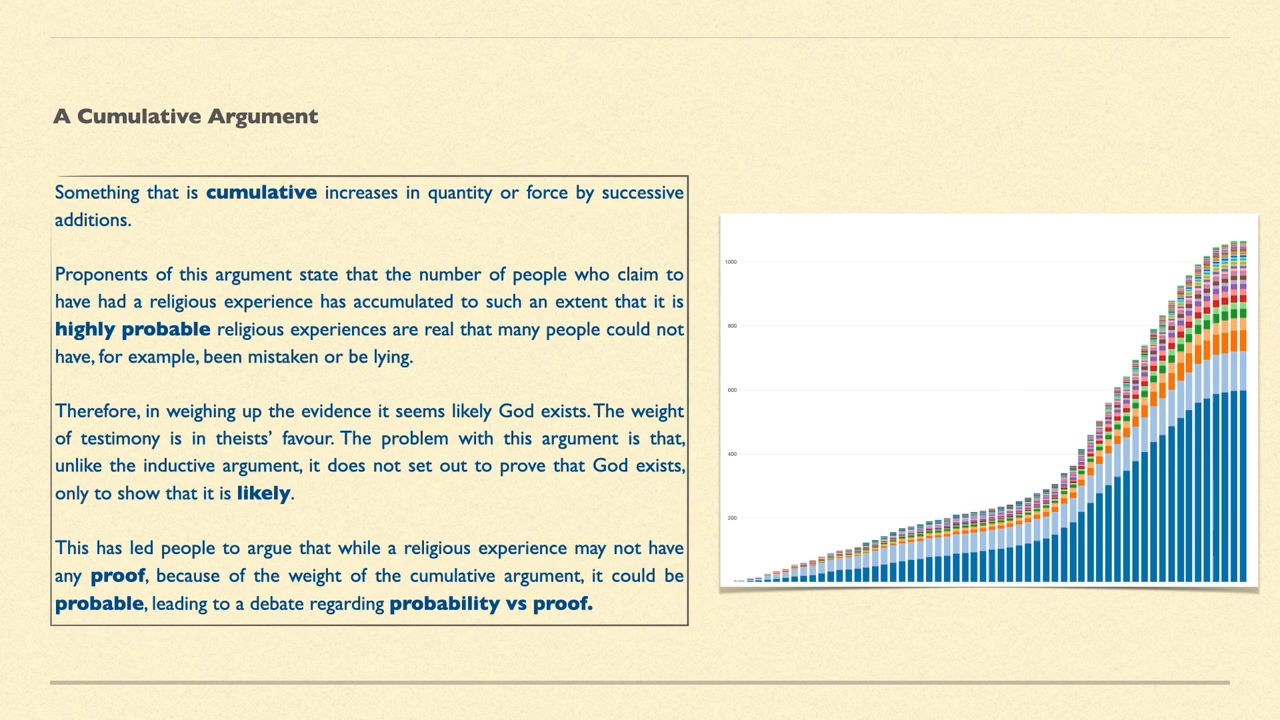 A Cumulative Argument
Something that is cumulative increases in quantity or force by successive
additions.
Proponents of this argument state that the number of people who claim to
have had a religious experience has accumulated to such an extent that it is
highly probable religious experiences are real that many people could not
have, for example, been mistaken or be lying.
Therefore, in weighing up the evidence it seems likely God exists. The weight
of testimony is in theists’ favour. The problem with this argument is that,
unlike the inductive argument, it does not set out to prove that God exists,
only to show that it is likely.
This has led people to argue that while a religious experience may not have
any proof, because of the weight of the cumulative argument, it could be
probable, leading to a debate regarding probability vs proof.
1000
800
600
400
200